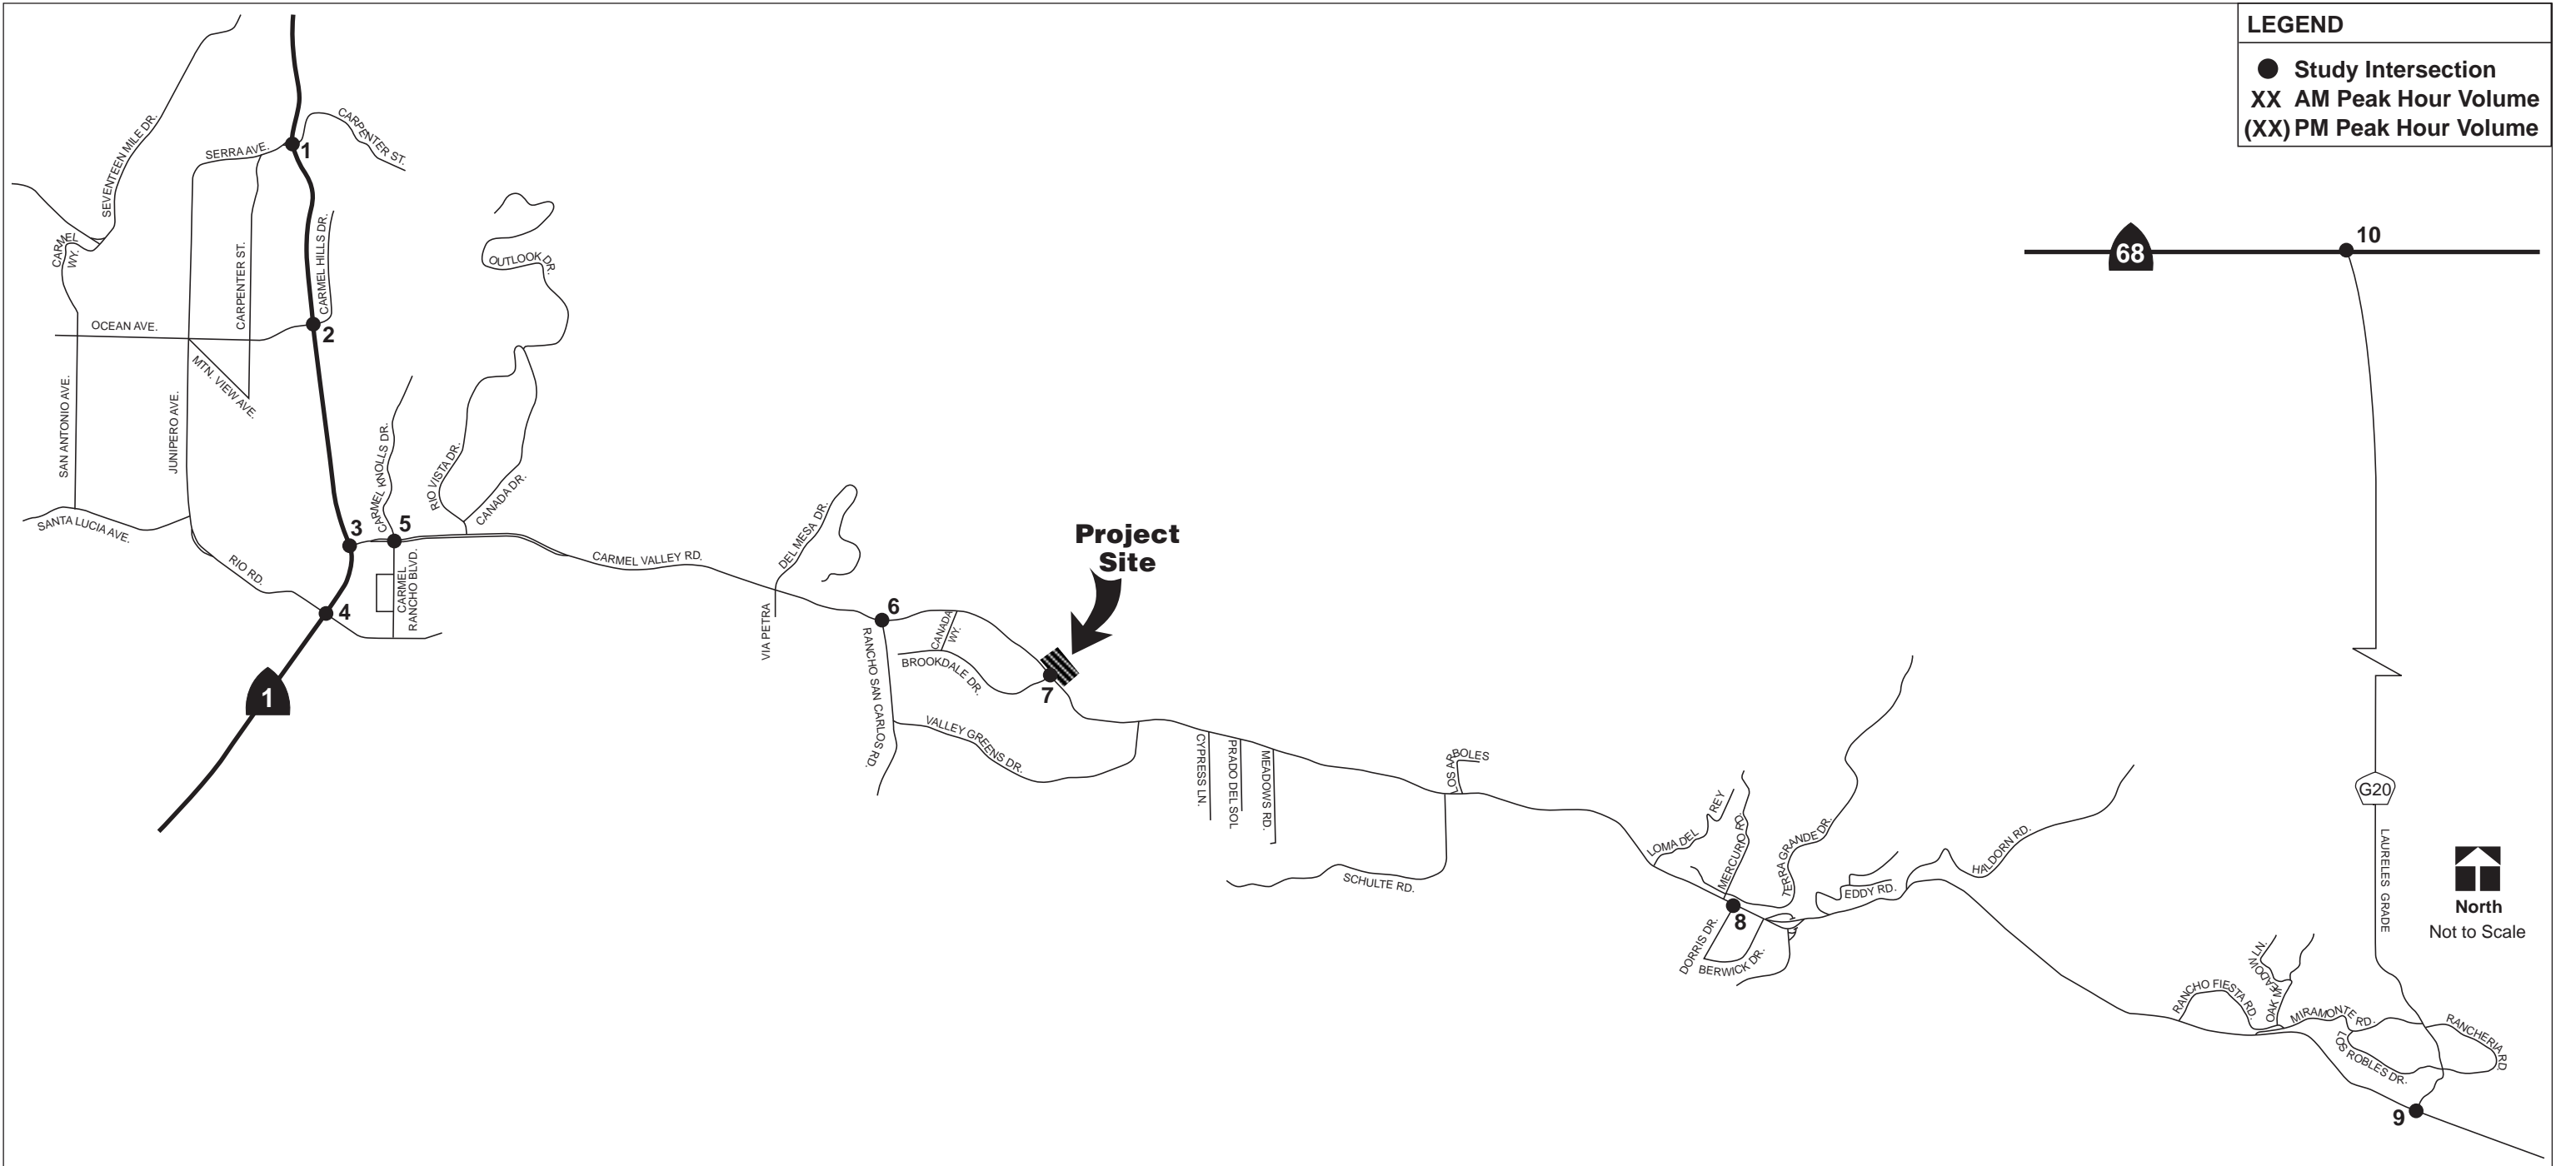 LEGEND
Study Intersection
XX AM Peak Hour Volume
(XX) PM Peak Hour Volume
SEVENTEEN MILE DR.
SERRA AVE.
1
CARPENTER ST.
CARMEL
WY.
CARPENTER ST.
CARMEL HILLS DR.
OUTLOOK DR.
68
10
OCEAN AVE.
2
MTN. VIEW AVE.
SAN ANTONIO AVE.
JUNIPERO AVE.
CARMEL KNOLLS DR.
RIO VISTA DR.
CANADA DR.
SANTA LUCIA AVE.
3
5
RIO RD.
CARMEL
RANCHO BLVD.
4
1
CARMEL VALLEY RD.
DEL MESA DR.
VIA PETRA
Project
Site
6
RANCHO SAN CARLOS RD.
CANADA
WY.
BROOKDALE DR.
7
VALLEY GREENS DR.
CYPRESS LN.
PRADO DEL SOL
MEADOWS RD.
LOS ARBOLES
SCHULTE RD.
LOMA DEL REY
MERCURIO RD.
TERRA GRANDE DR.
8
DORRIS DR.
BERWICK DR.
EDDY RD.
HALDORN RD.
G20
LAURELES GRADE
North
Not to Scale
RANCHO FIESTA RD.
OAK MEADOW LN.
MIRAMONTE RD.
LOS ROBLES DR.
RANCHERIA RD.
9